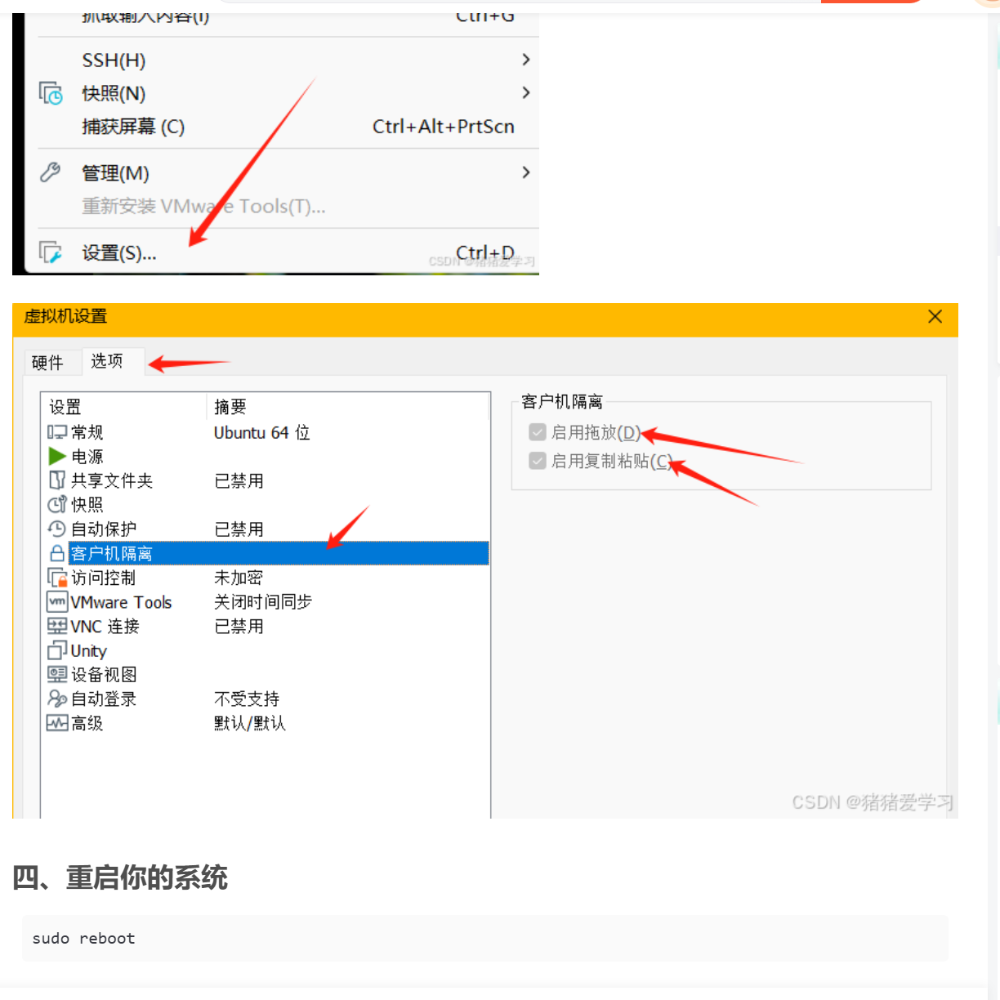 抓取输入内容(I) Ctrl+G
SSH(H)
快照(N)
捕获屏幕 (C) Ctrl+Alt+PrtScn
管理(M)
重新安装 VMware Tools(T)...
设置(S)... Ctrl+D
CSDN @猪猪爱学习
虚拟机设置
硬件 选项
设置 摘要
常规 Ubuntu 64 位
电源
共享文件夹 已禁用
快照
自动保护 已禁用
客户机隔离
访问控制 未加密
VMware Tools 关闭时间同步
VNC 连接 已禁用
Unity
设备视图
自动登录 不受支持
高级 默认/默认
客户机隔离
启用拖放(D)
启用复制粘贴(C)
CSDN @猪猪爱学习
四、重启你的系统
sudo reboot